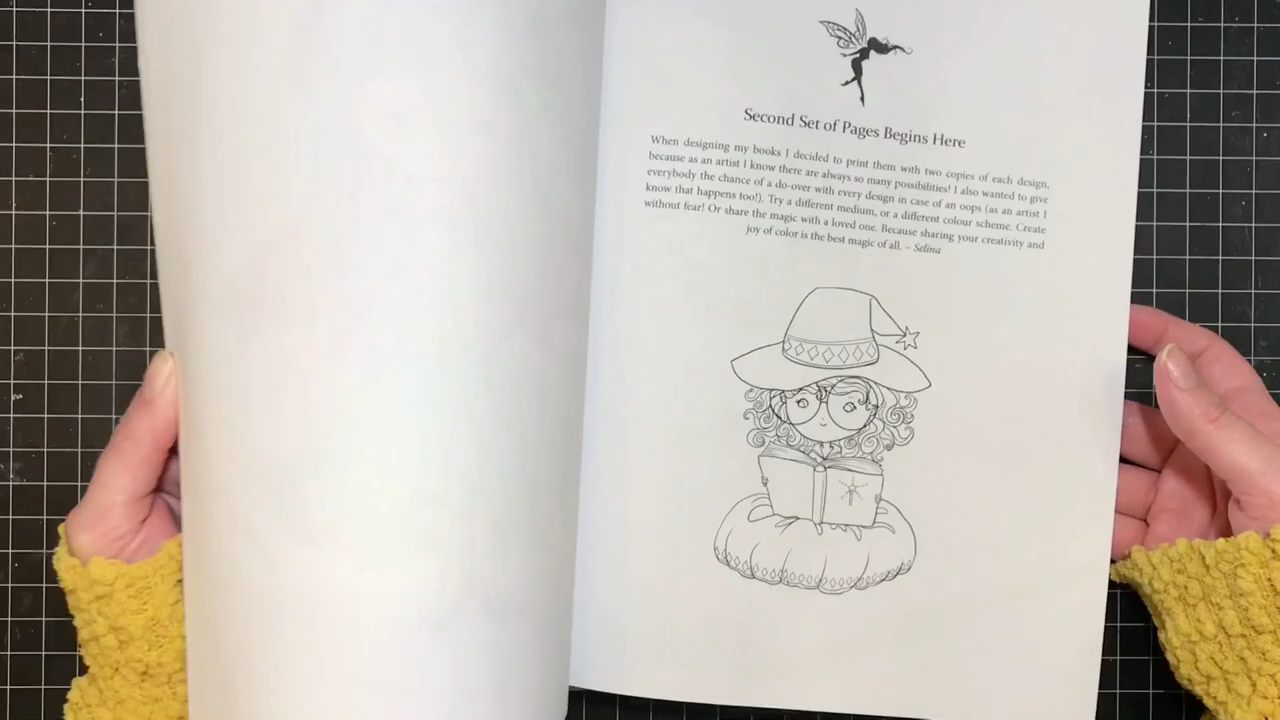 Second Set of Pages Begins Here
When designing my books I decided to print them with two copies of each design,
because as an artist I know there are always so many possibilities! I also wanted to give
everybody the chance of a do-over with every design in case of an oops (as an artist I
know that happens too!). Try a different medium, or a different colour scheme. Create
without fear! Or share the magic with a loved one. Because sharing your creativity and
joy of color is the best magic of all. ~ Selina